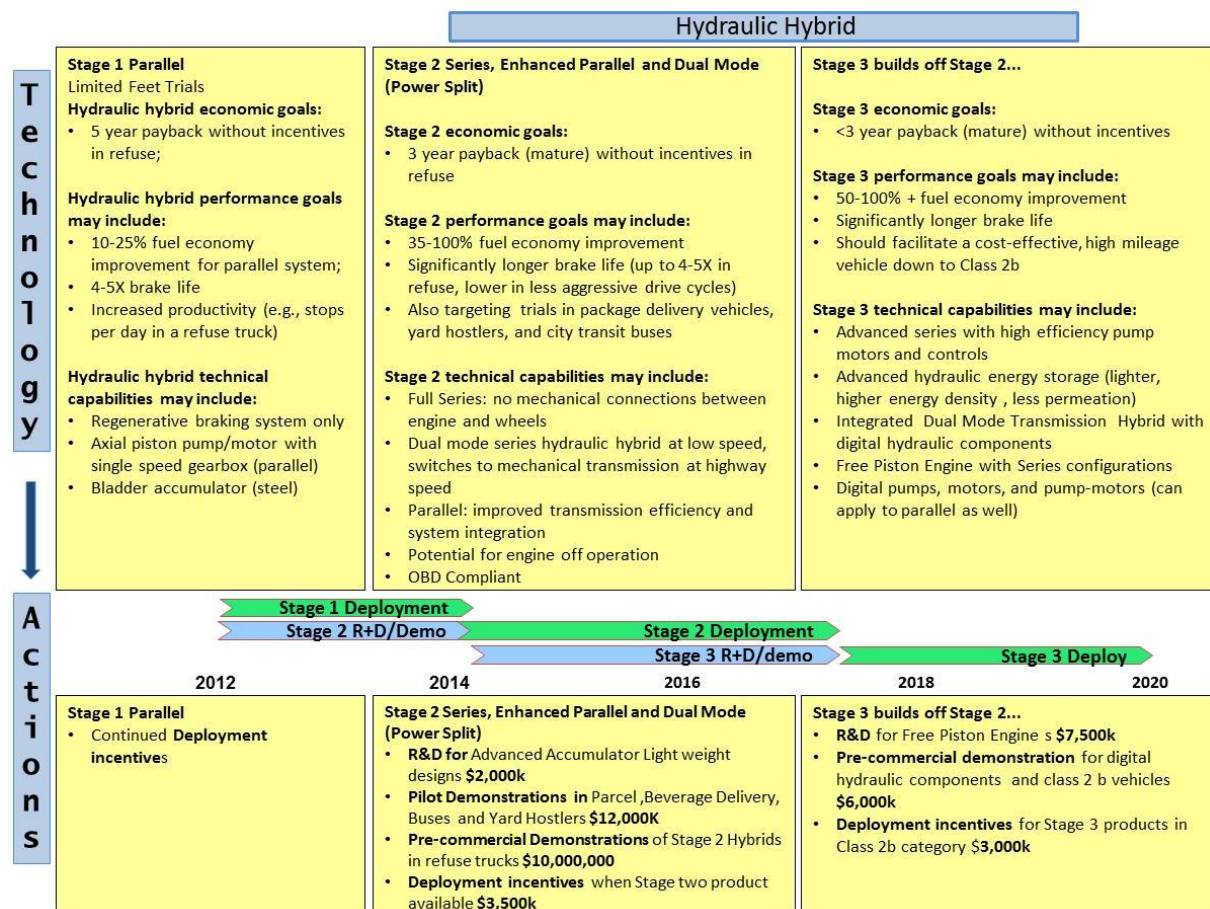 Hydraulic Hybrid
Technology
Stage 1 Parallel
Limited Feet Trials
Hydraulic hybrid economic goals:
• 5 year payback without incentives
in refuse;
Hydraulic hybrid performance goals
may include:
• 10-25% fuel economy
improvement for parallel system;
• 4-5X brake life
• Increased productivity (e.g., stops
per day in a refuse truck)
Hydraulic hybrid technical
capabilities may include:
• Regenerative braking system only
• Axial piston pump/motor with
single speed gearbox (parallel)
• Bladder accumulator (steel)
Stage 2 Series, Enhanced Parallel and Dual Mode
(Power Split)
Stage 2 economic goals:
• 3 year payback (mature) without incentives in
refuse
Stage 2 performance goals may include:
• 35-100% fuel economy improvement
• Significantly longer brake life (up to 4-5X in
refuse, lower in less aggressive drive cycles)
• Also targeting trials in package delivery vehicles,
yard hostlers, and city transit buses
Stage 2 technical capabilities may include:
• Full Series: no mechanical connections between
engine and wheels
• Dual mode series hydraulic hybrid at low speed,
switches to mechanical transmission at highway
speed
• Parallel: improved transmission efficiency and
system integration
• Potential for engine off operation
• OBD Compliant
Stage 3 builds off Stage 2...
Stage 3 economic goals:
• <3 year payback (mature) without incentives
Stage 3 performance goals may include:
• 50-100% + fuel economy improvement
• Significantly longer brake life
• Should facilitate a cost-effective, high mileage
vehicle down to Class 2b
Stage 3 technical capabilities may include:
• Advanced series with high efficiency pump
motors and controls
• Advanced hydraulic energy storage (lighter,
higher energy density , less permeation)
• Integrated Dual Mode Transmission Hybrid with
digital hydraulic components
• Free Piston Engine with Series configurations
• Digital pumps, motors, and pump-motors (can
apply to parallel as well)
Stage 1 Deployment
Stage 2 R+D/Demo
Stage 2 Deployment
Stage 3 R+D/demo
Stage 3 Deploy
2012 2014 2016 2018 2020
Actions
Stage 1 Parallel
• Continued Deployment
incentives
Stage 2 Series, Enhanced Parallel and Dual Mode
(Power Split)
• R&D for Advanced Accumulator Light weight
designs $2,000k
• Pilot Demonstrations in Parcel ,Beverage Delivery,
Buses and Yard Hostlers $12,000K
• Pre-commercial Demonstrations of Stage 2 Hybrids
in refuse trucks $10,000,000
• Deployment incentives when Stage two product
available $3,500k
Stage 3 builds off Stage 2...
• R&D for Free Piston Engine s $7,500k
• Pre-commercial demonstration for digital
hydraulic components and class 2 b vehicles
$6,000k
• Deployment incentives for Stage 3 products in
Class 2b category $3,000k